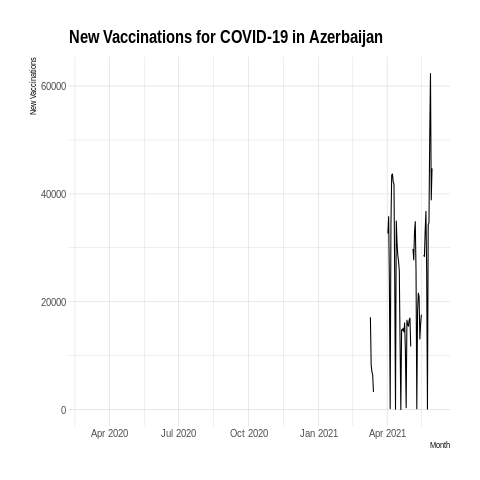 New Vaccinations for COVID-19 in Azerbaijan
New Vaccinations
60000
40000
20000
0
Apr 2020 Jul 2020 Oct 2020 Jan 2021 Apr 2021
Month